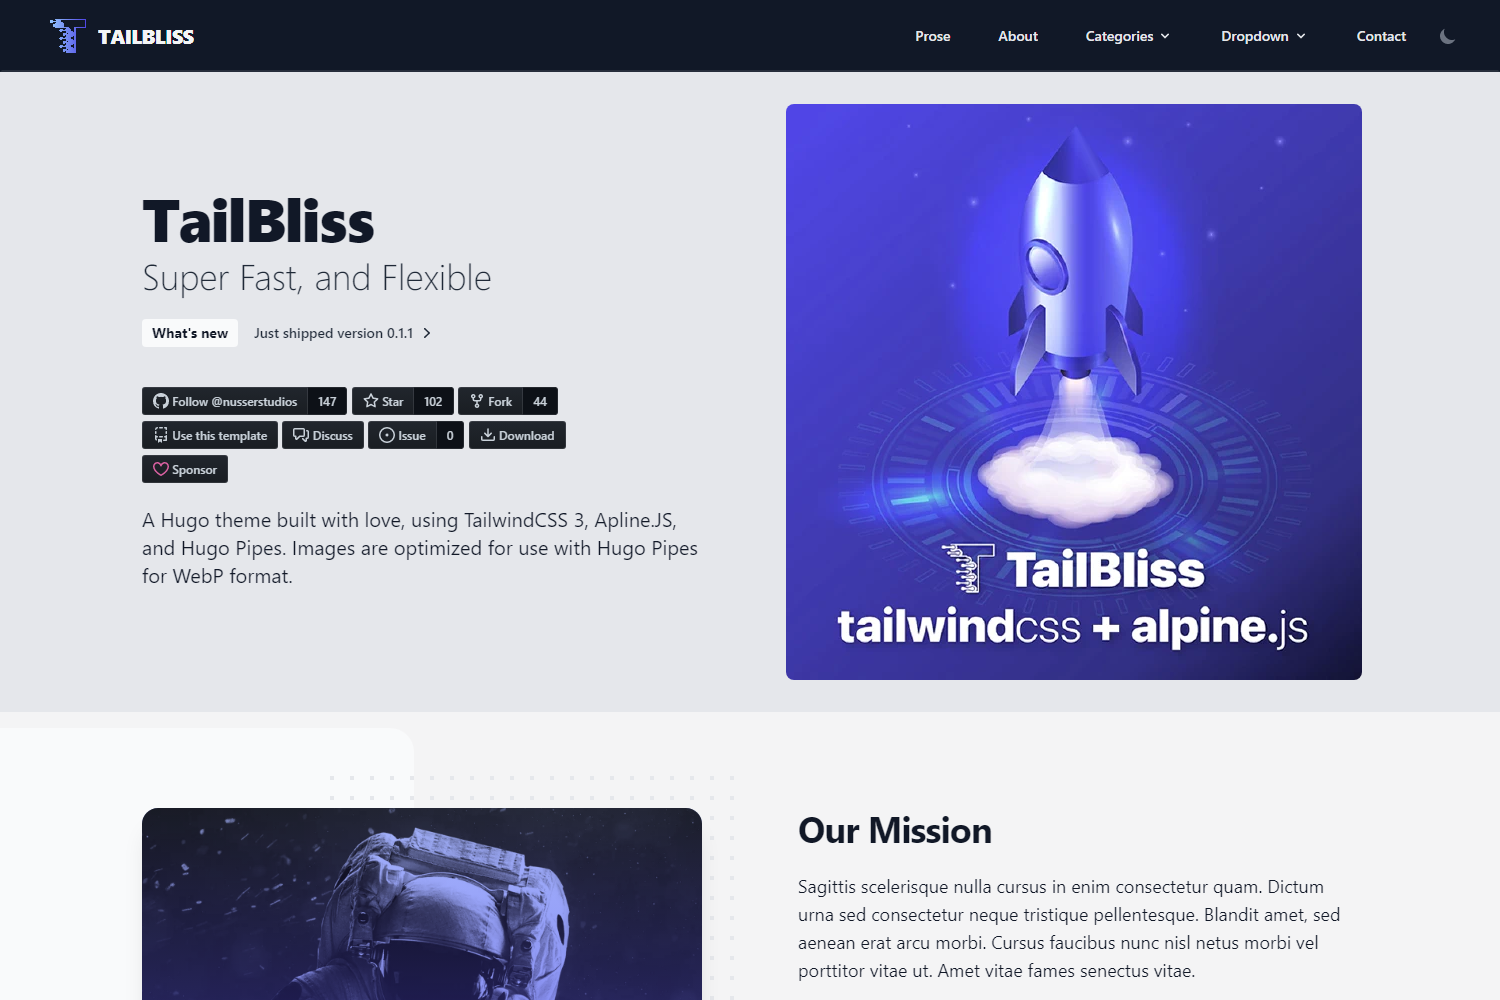 TAILBLISS
Prose About Categories Dropdown Contact
TailBliss
Super Fast, and Flexible
What's new Just shipped version 0.1.1
Follow @nusserstudios 147 Star 102 Fork 44
Use this template Discuss Issue 0 Download
Sponsor
A Hugo theme built with love, using TailwindCSS 3, Apline.JS,
and Hugo Pipes. Images are optimized for use with Hugo Pipes
for WebP format.
TailBliss
tailwindcss + alpine.js
Our Mission
Sagittis scelerisque nulla cursus in enim consectetur quam. Dictum
urna sed consectetur neque tristique pellentesque. Blandit amet, sed
aenean erat arcu morbi. Cursus faucibus nunc nisl netus morbi vel
porttitor vitae ut. Amet vitae fames senectus vitae.